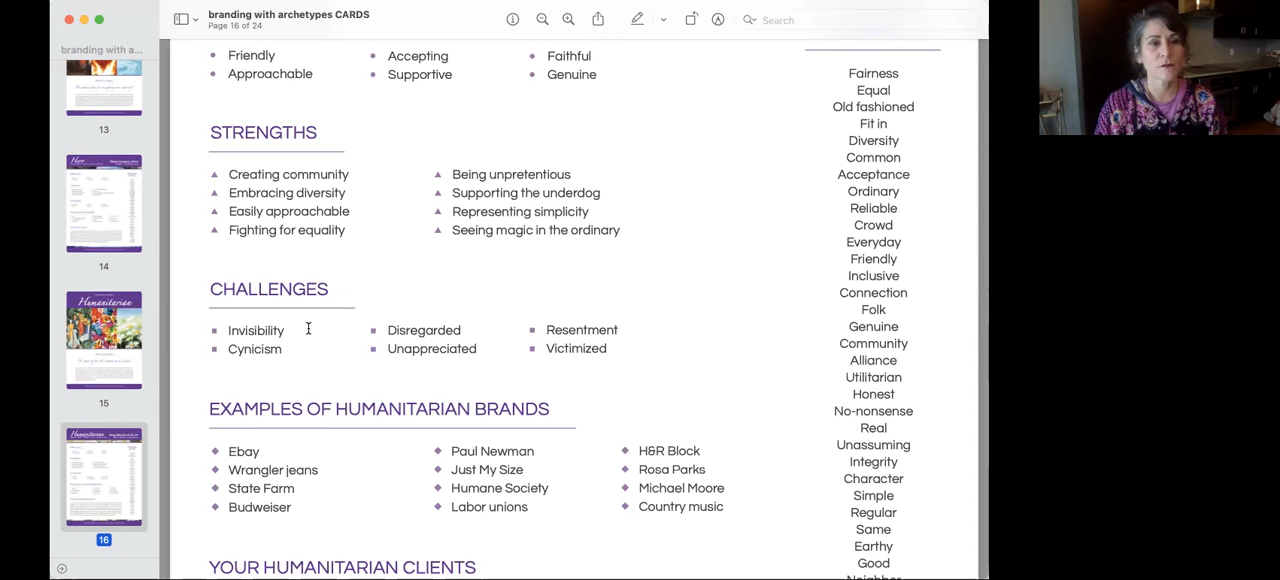 branding with archetypes CARDS
Page 16 of 24
Search
branding with a...
13
14
Humanitarian
15
Humanitarian
16
Friendly
Accepting
Faithful
Approachable
Supportive
Genuine
STRENGTHS
Creating community
Being unpretentious
Embracing diversity
Supporting the underdog
Easily approachable
Representing simplicity
Fighting for equality
Seeing magic in the ordinary
CHALLENGES
Invisibility
Disregarded
Resentment
Cynicism
Unappreciated
Victimized
EXAMPLES OF HUMANITARIAN BRANDS
Ebay
Paul Newman
H&R Block
Wrangler jeans
Just My Size
Rosa Parks
State Farm
Humane Society
Michael Moore
Budweiser
Labor unions
Country music
YOUR HUMANITARIAN CLIENTS
Fairness
Equal
Old fashioned
Fit in
Diversity
Common
Acceptance
Ordinary
Reliable
Crowd
Everyday
Friendly
Inclusive
Connection
Folk
Genuine
Community
Alliance
Utilitarian
Honest
No-nonsense
Real
Unassuming
Integrity
Character
Simple
Regular
Same
Earthy
Good
Neighbor